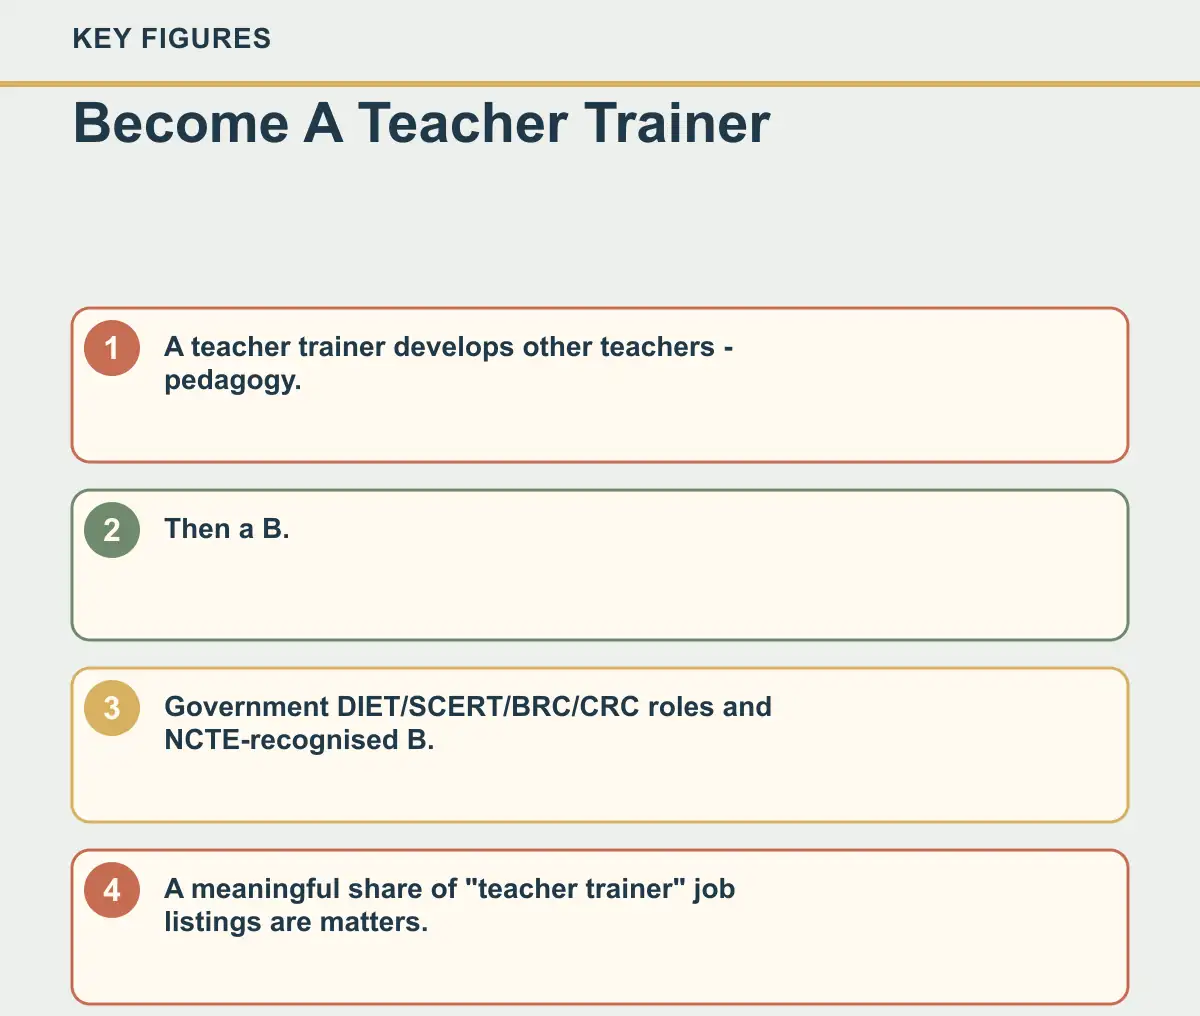 KEY FIGURES
Become A Teacher Trainer
1
A teacher trainer develops other teachers -
pedagogy.
2
Then a B.
3
Government DIET/SCERT/BRC/CRC roles and
NCTE-recognised B.
4
A meaningful share of "teacher trainer" job
listings are matters.